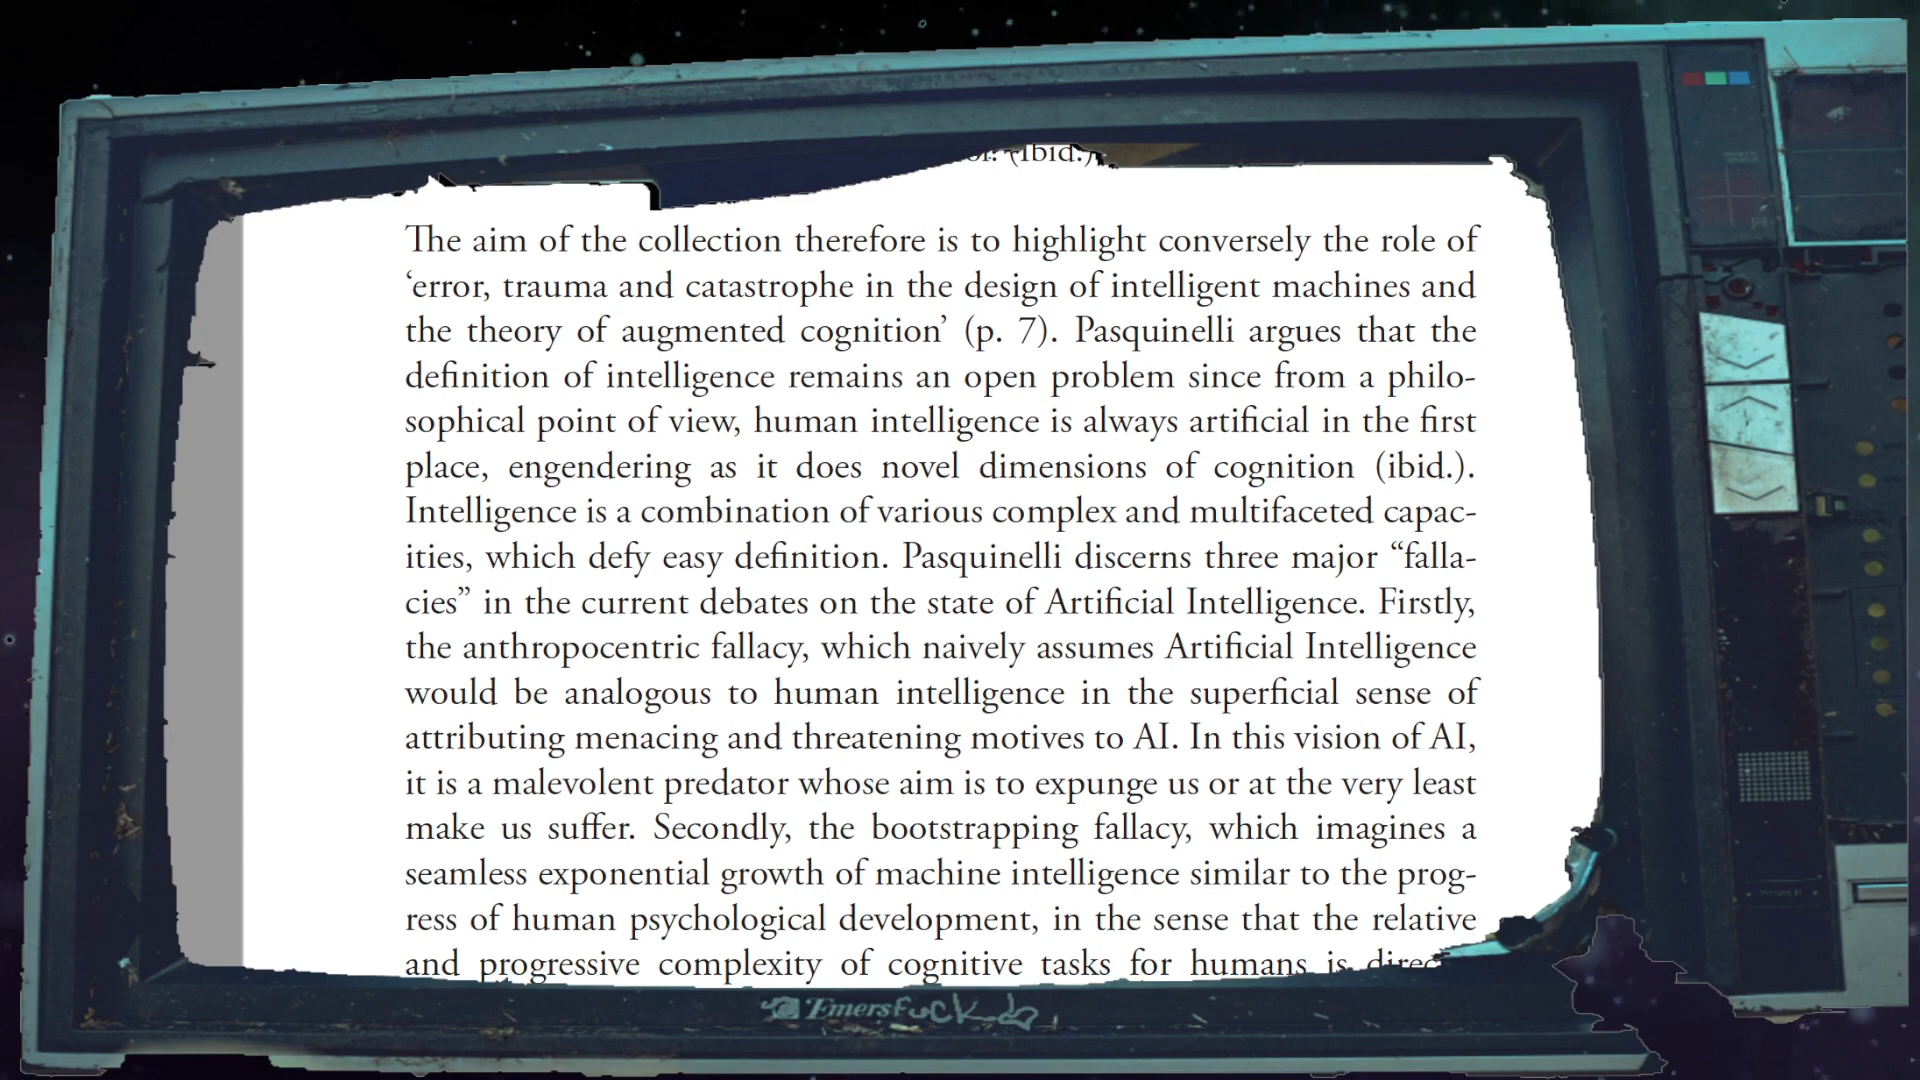 (Ibid.)
The aim of the collection therefore is to highlight conversely the role of
‘error, trauma and catastrophe in the design of intelligent machines and
the theory of augmented cognition’ (p. 7). Pasquinelli argues that the
definition of intelligence remains an open problem since from a philo-
sophical point of view, human intelligence is always artificial in the first
place, engendering as it does novel dimensions of cognition (ibid.).
Intelligence is a combination of various complex and multifaceted capac-
ities, which defy easy definition. Pasquinelli discerns three major “falla-
cies” in the current debates on the state of Artificial Intelligence. Firstly,
the anthropocentric fallacy, which naively assumes Artificial Intelligence
would be analogous to human intelligence in the superficial sense of
attributing menacing and threatening motives to AI. In this vision of AI,
it is a malevolent predator whose aim is to expunge us or at the very least
make us suffer. Secondly, the bootstrapping fallacy, which imagines a
seamless exponential growth of machine intelligence similar to the prog-
ress of human psychological development, in the sense that the relative
and progressive complexity of cognitive tasks for humans is
Emersfuck
POWER